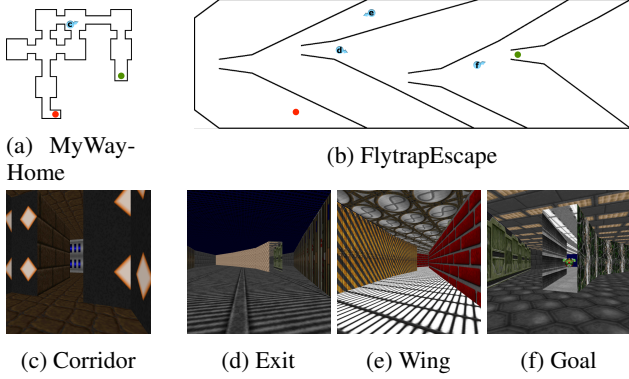 c
e
d
f
(a) MyWay-
Home
(b) FlytrapEscape
(c) Corridor
(d) Exit
(e) Wing
(f) Goal